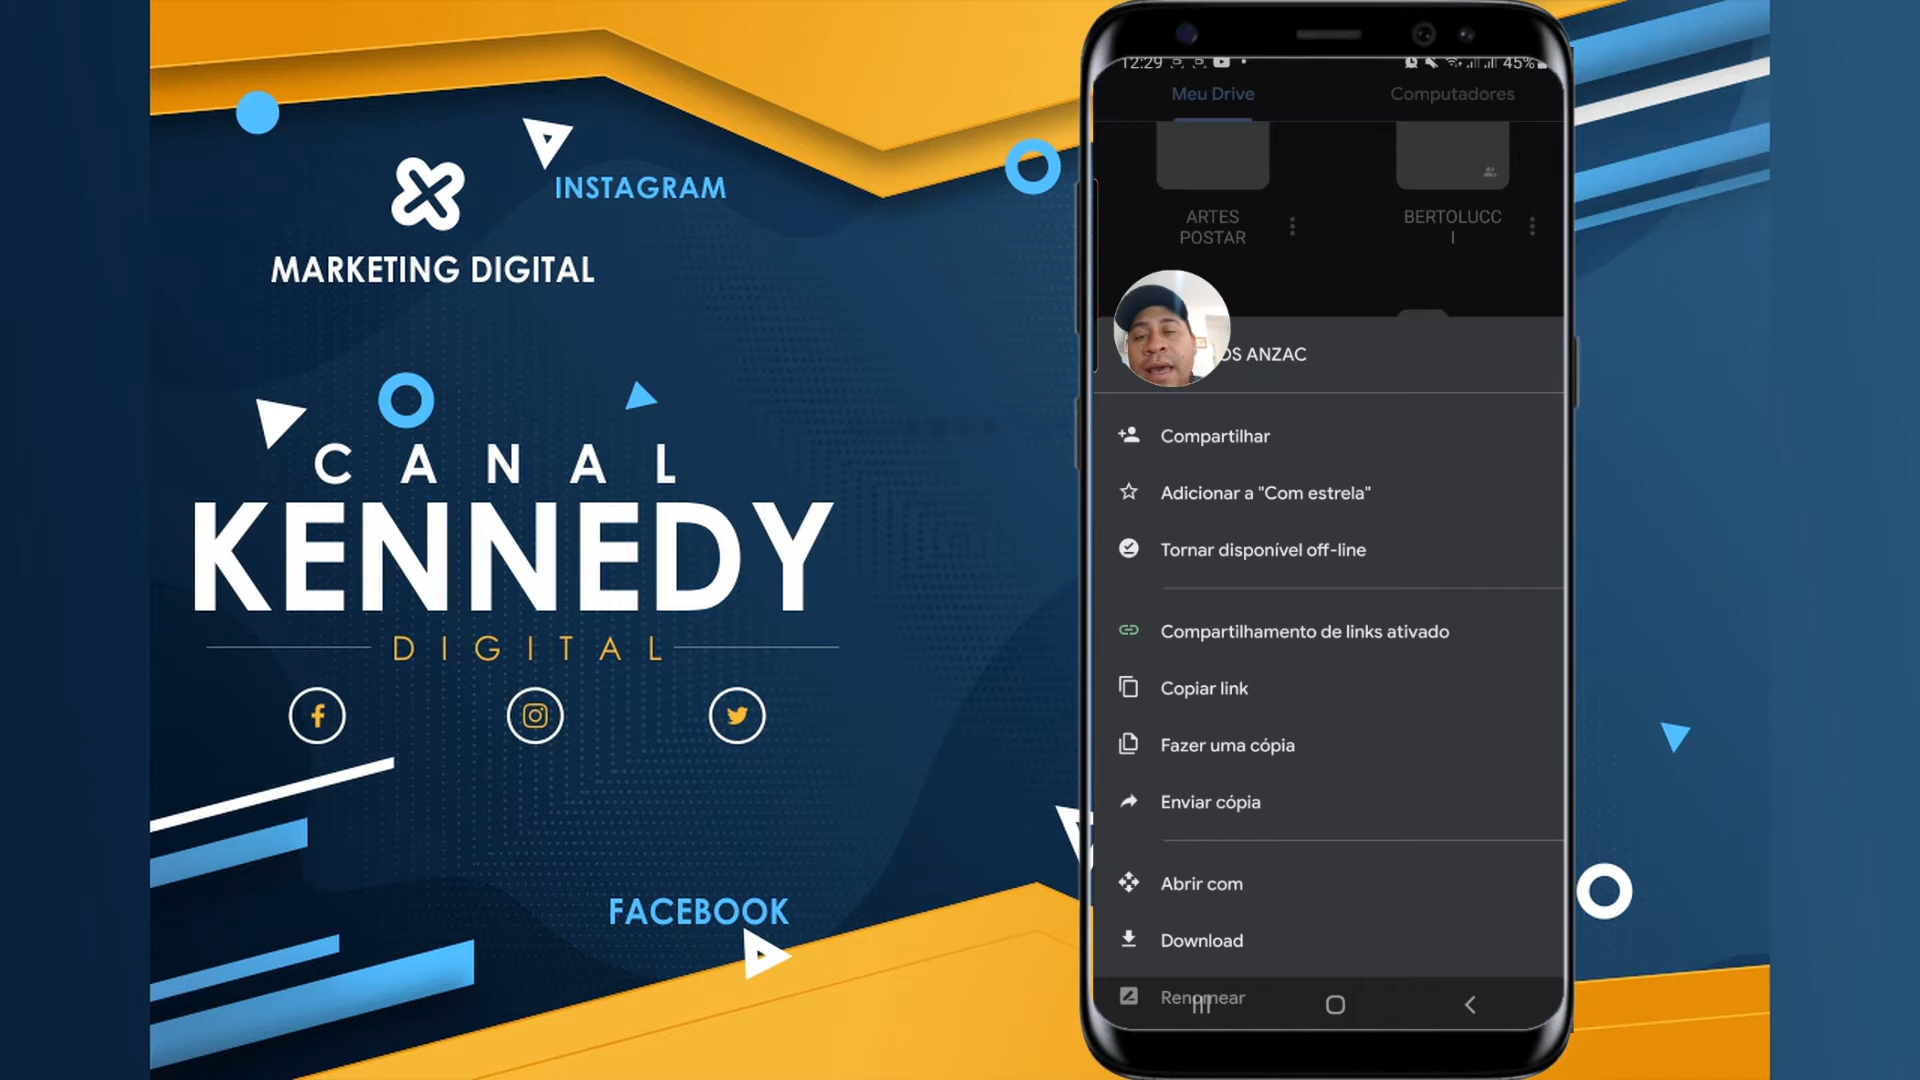 INSTAGRAM
MARKETING DIGITAL
CANAL
KENNEDY
DIGITAL
FACEBOOK
12:29
45%
Meu Drive
Computadores
ARTES
POSTAR
BERTOLUCC
I
OS ANZAC
Compartilhar
Adicionar a "Com estrela"
Tornar disponível off-line
Compartilhamento de links ativado
Copiar link
Fazer uma cópia
Enviar cópia
Abrir com
Download
Renomear